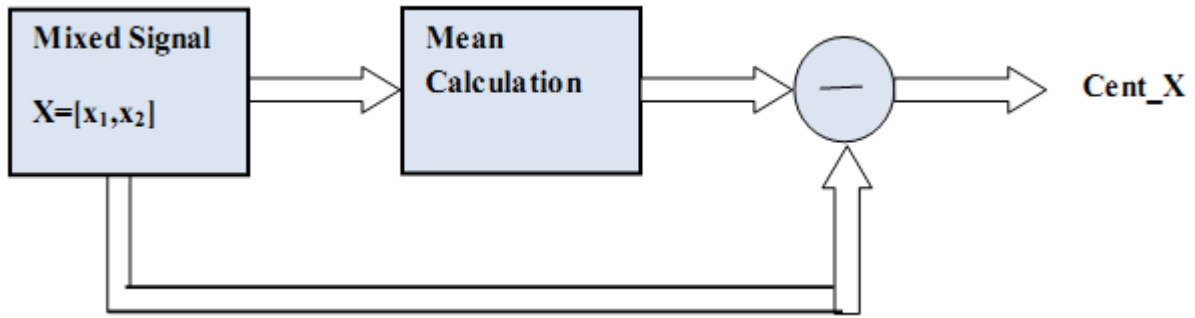 Mixed Signal
X=[x₁,x₂]
Mean
Calculation
—
Cent_X